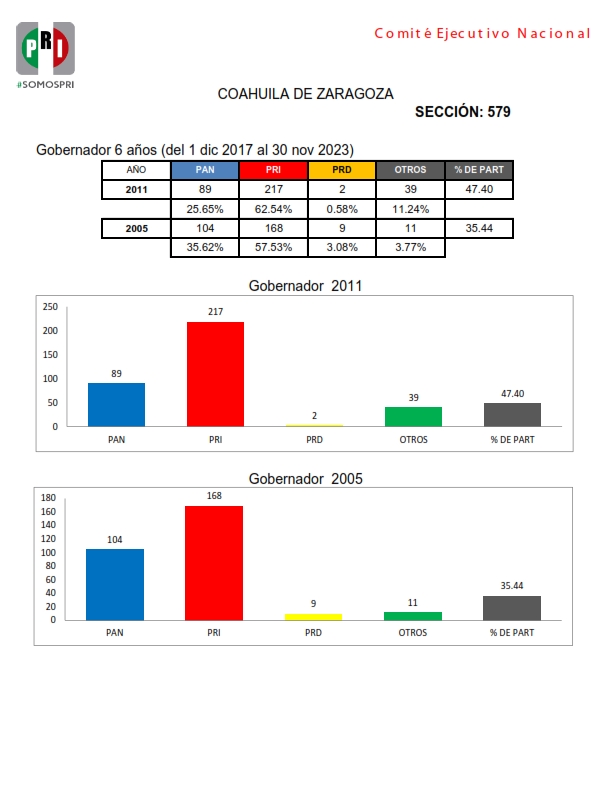 Comité Ejecutivo Nacional
PRI
#SOMOSPRI
COAHUILA DE ZARAGOZA
SECCIÓN: 579
Gobernador 6 años (del 1 dic 2017 al 30 nov 2023)
AÑO PAN PRI PRD OTROS % DE PART
2011 89 217 2 39 47.40
25.65% 62.54% 0.58% 11.24%
2005 104 168 9 11 35.44
35.62% 57.53% 3.08% 3.77%
Gobernador 2011
250
200
150
100
50
0
89
217
2
39
47.40
PAN PRI PRD OTROS % DE PART
Gobernador 2005
180
160
140
120
100
80
60
40
20
0
104
168
9
11
35.44
PAN PRI PRD OTROS % DE PART